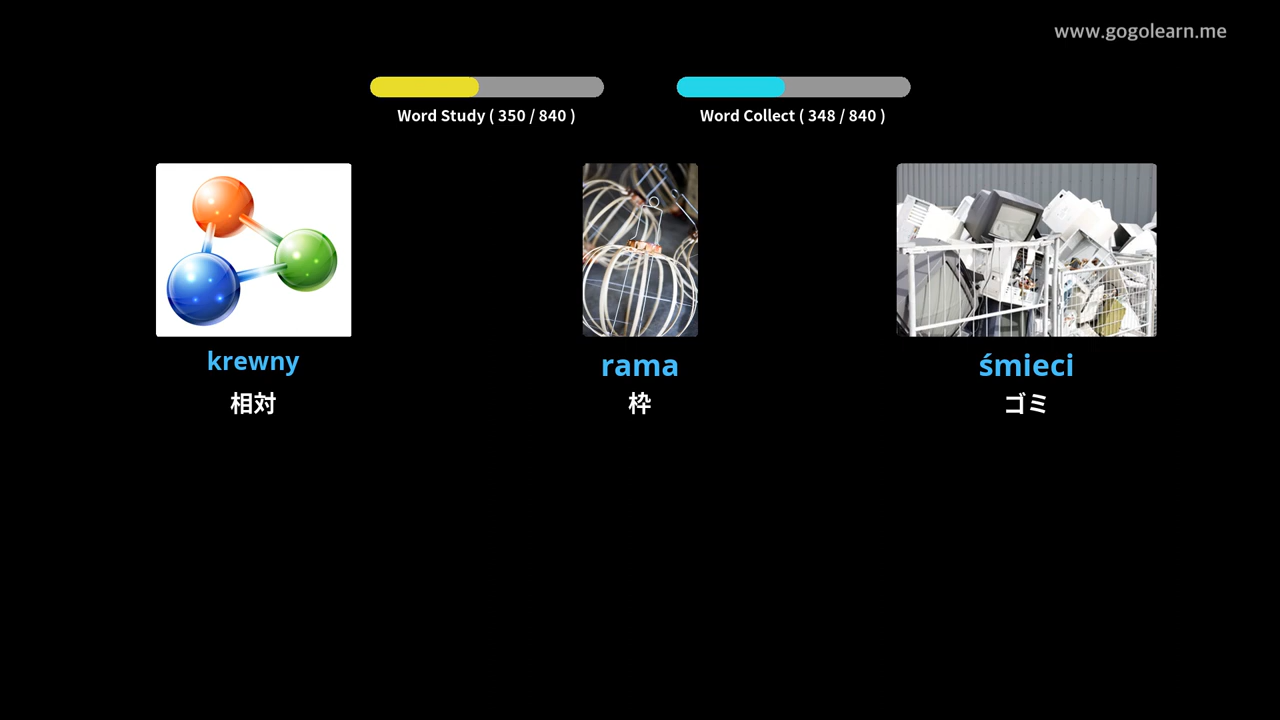 www.gogolearn.me
Word Study ( 350 / 840 )
Word Collect ( 348 / 840 )
krewny
rama
śmieci
相対
枠
ゴミ